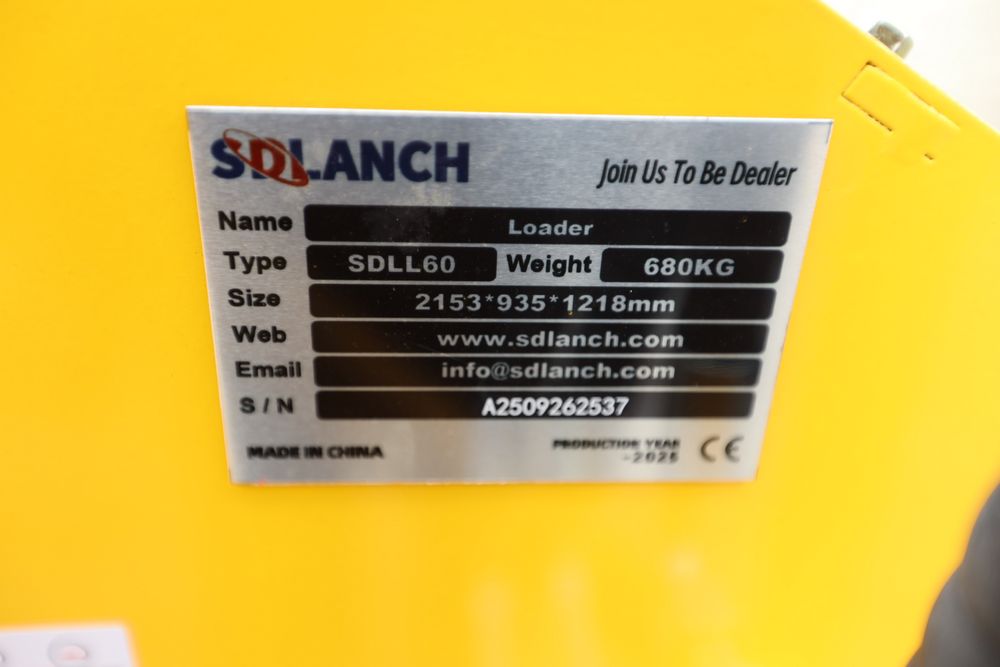 SDLANCH
Join Us To Be Dealer
Name Loader
Type SDLL60 Weight 680KG
Size 2153*935*1218mm
Web www.sdlanch.com
Email info@sdlanch.com
S/N A2509262537
MADE IN CHINA
PRODUCTION YEAR
-2025
CE